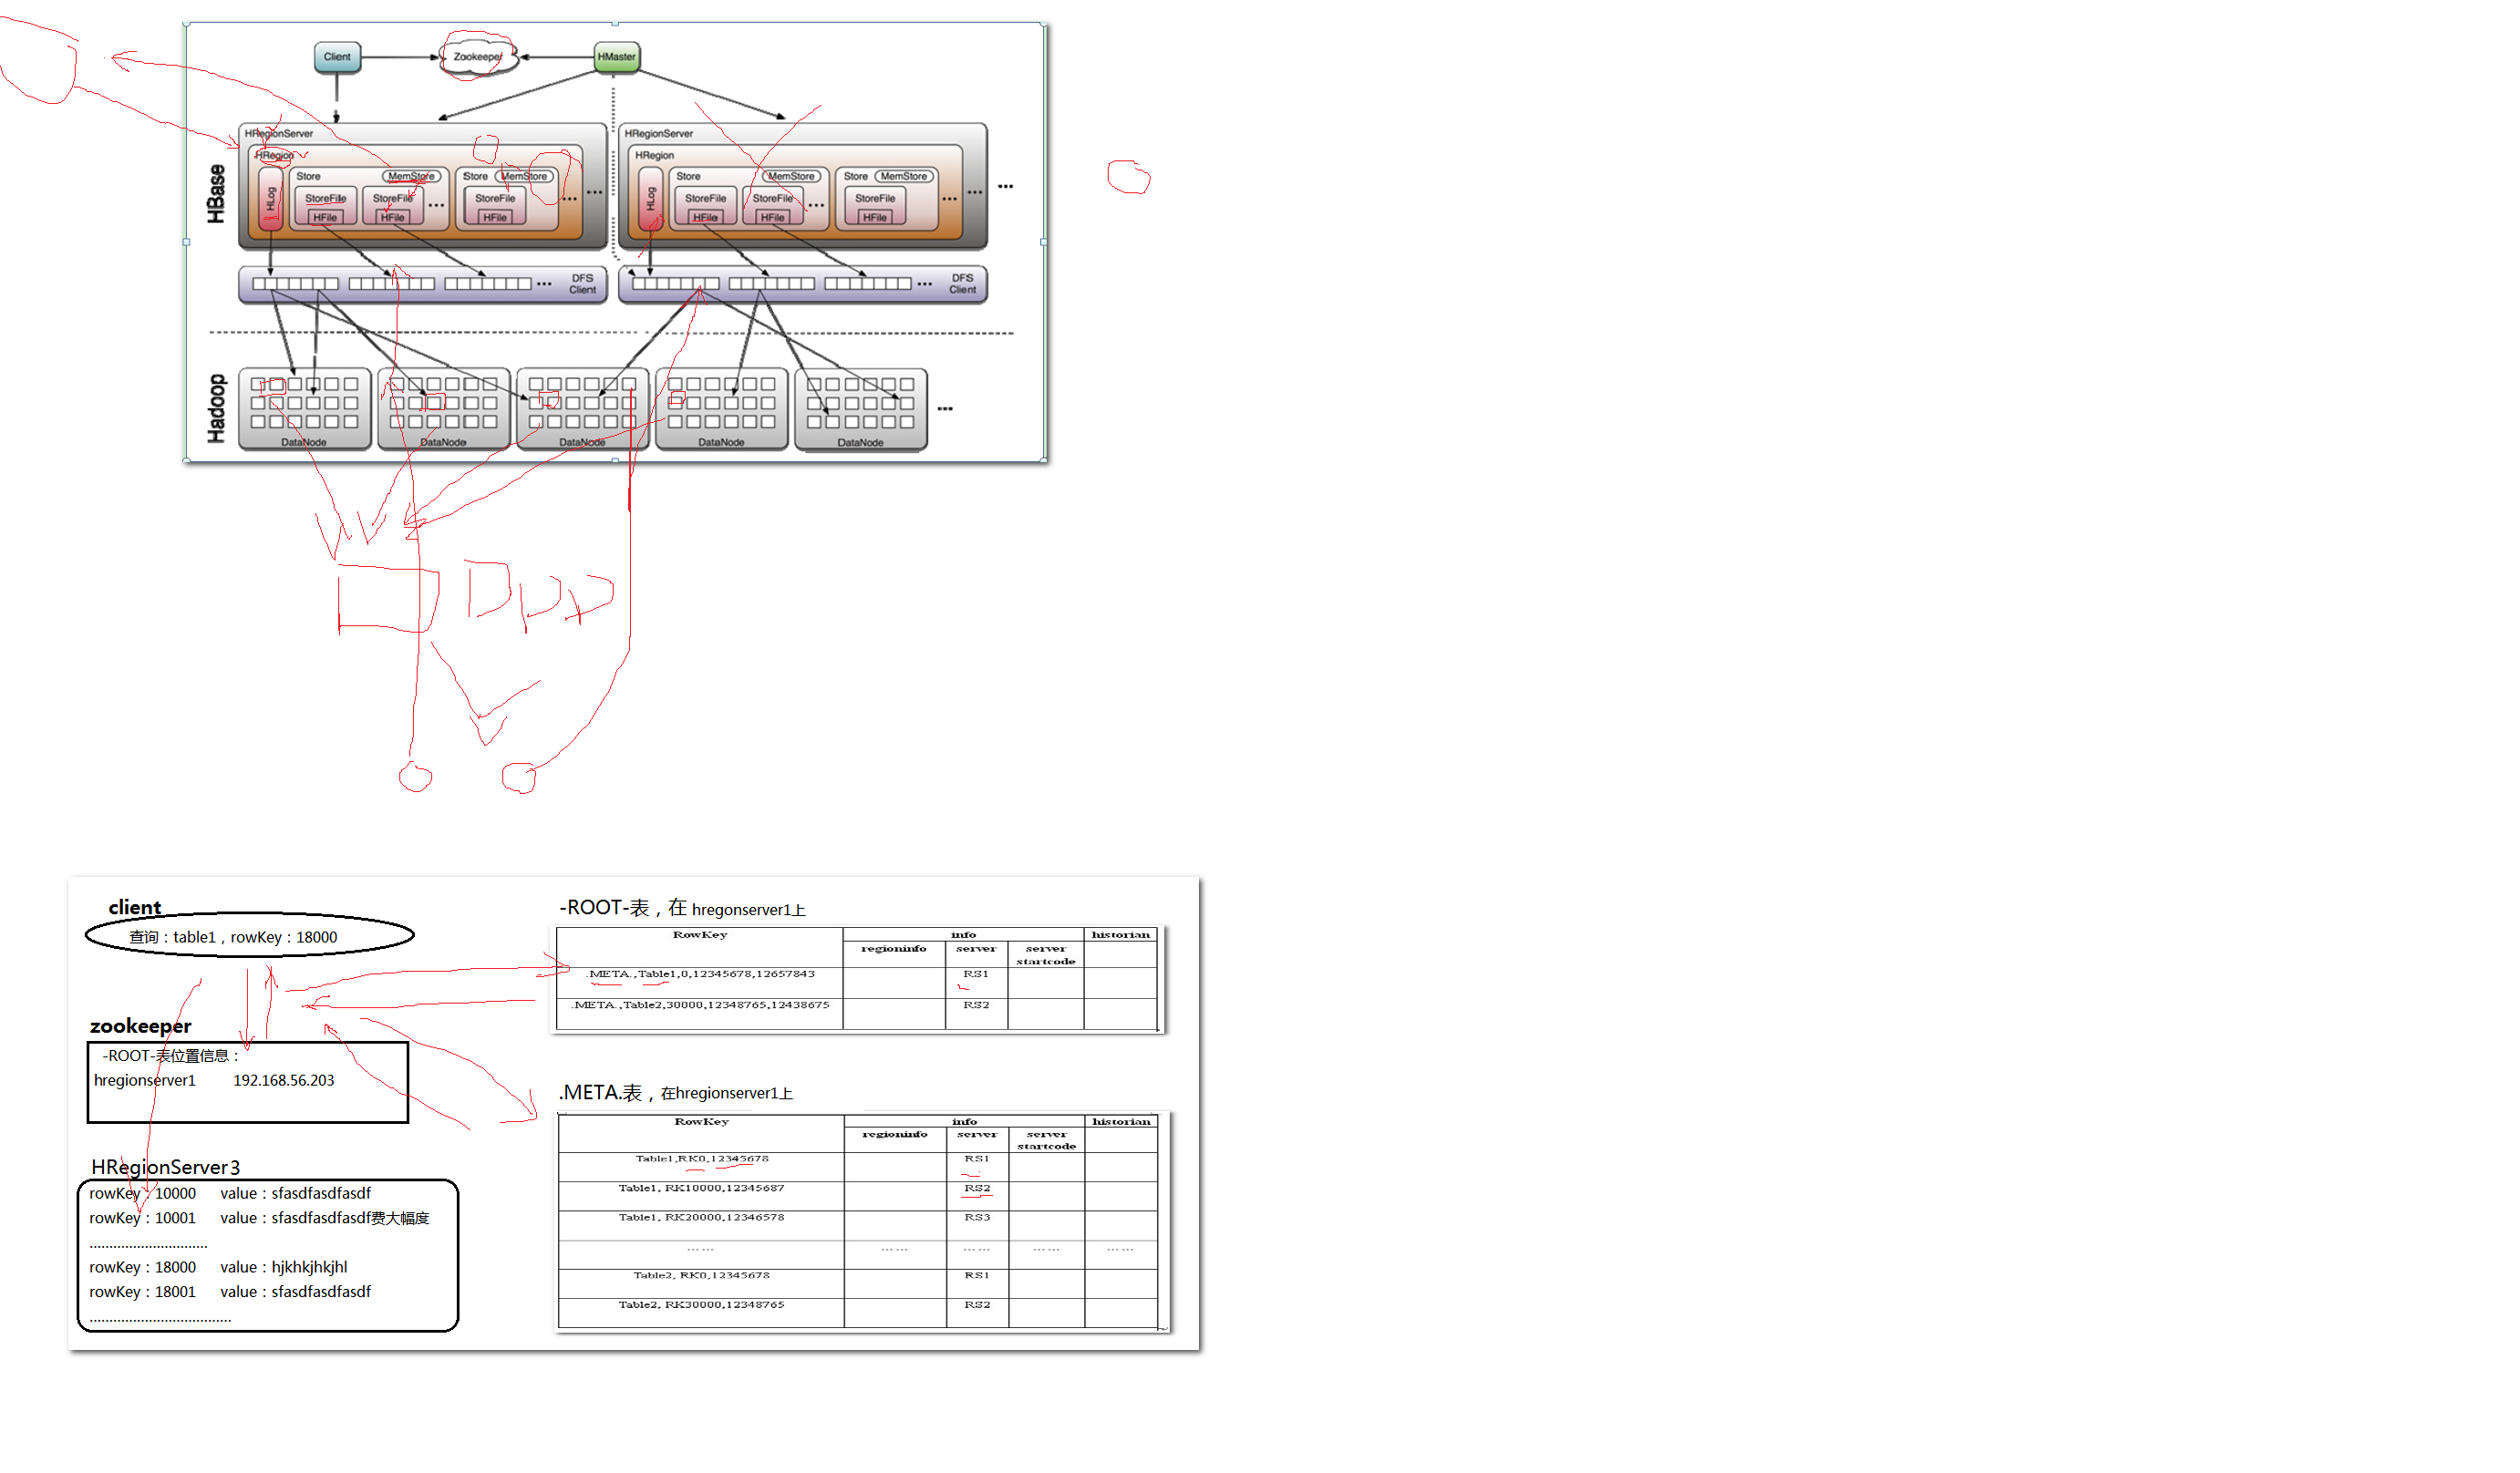 Client
Zookeeper
HMaster
HBase
HRegionServer
HRegion
HLog
Store
MemStore
StoreFile
HFile
StoreFile
HFile
...
Store
MemStore
StoreFile
HFile
...
...
HRegionServer
HRegion
HLog
Store
MemStore
StoreFile
HFile
StoreFile
HFile
...
Store
MemStore
StoreFile
HFile
...
...
...
... DFS Client
... DFS Client
Hadoop
DataNode
DataNode
DataNode
DataNode
DataNode
...
client
查询：table1，rowKey：18000
zookeeper
-ROOT-表位置信息：
hregionserver1 192.168.56.203
HRegionServer3
rowKey：10000 value：sfasdfasdfasdf
rowKey：10001 value：sfasdfasdfasdf费大幅度
..............................
rowKey：18000 value：hjkhkjhkjhl
rowKey：18001 value：sfasdfasdfasdf
....................................
-ROOT-表，在 hregonserver1上
RowKey info historian
regioninfo server server startcode
.META.,Table1,0,12345678,12657843 RS1
.META.,Table2,30000,12348765,12438675 RS2
.META.表，在hregionserver1上
RowKey info historian
regioninfo server server startcode
Table1,RK0,12345678 RS1
Table1, RK10000,12345687 RS2
Table1, RK20000,12346578 RS3
…… …… …… …… ……
Table2, RK0,12345678 RS1
Table2, RK30000,12348765 RS2